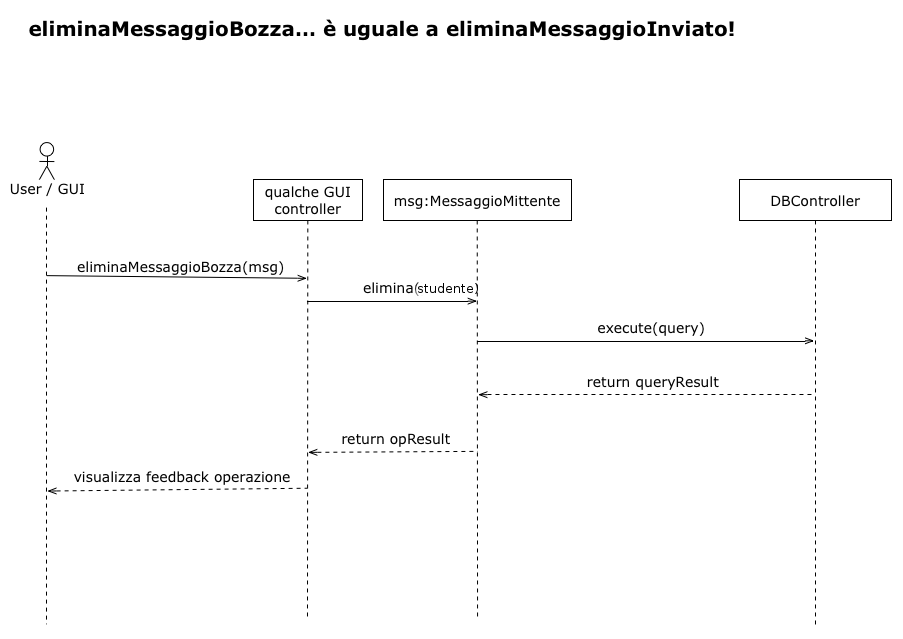 eliminaMessaggioBozza... è uguale a eliminaMessaggioInviato!
User / GUI
qualche GUI
controller
msg:MessaggioMittente
DBController
eliminaMessaggioBozza(msg)
elimina(studente)
execute(query)
return queryResult
return opResult
visualizza feedback operazione